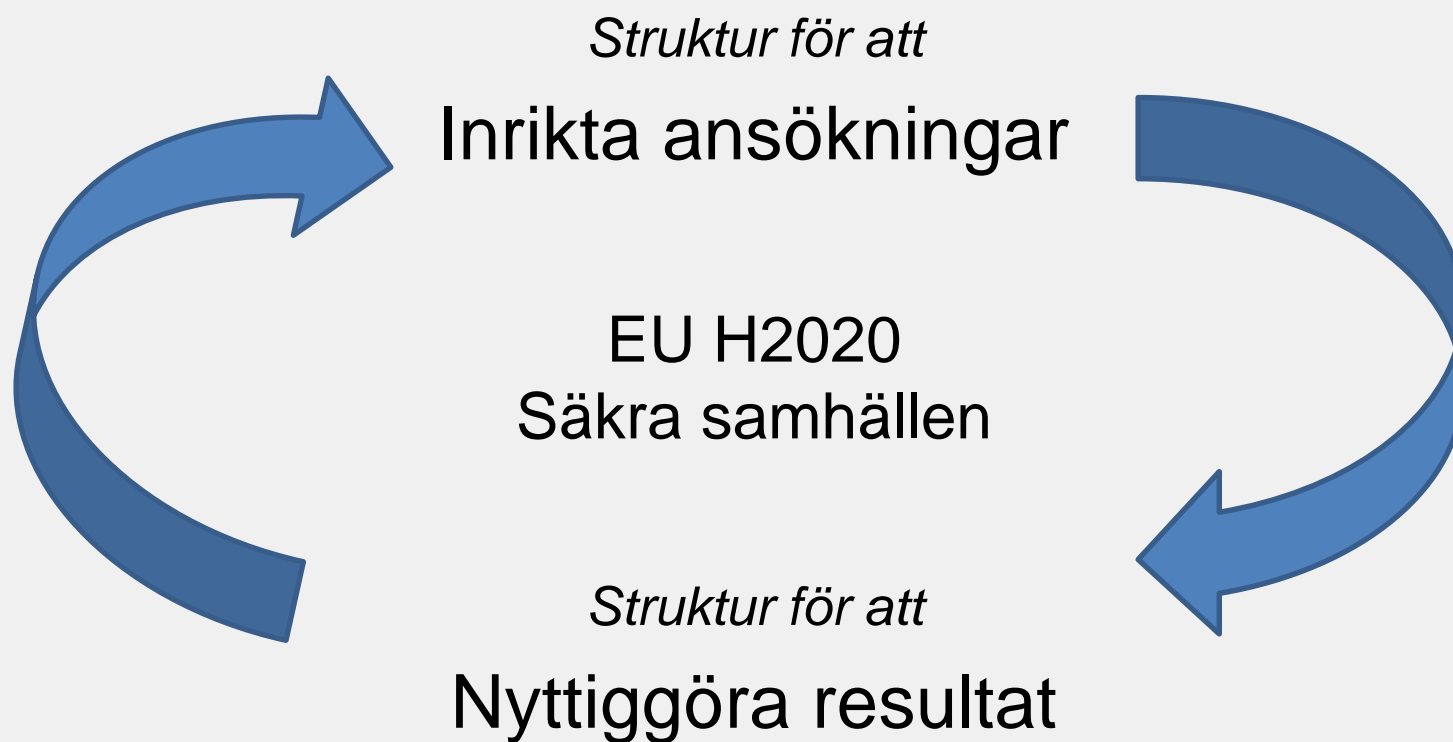 Struktur för att
Inrikta ansökningar
EU H2020
Säkra samhällen
Struktur för att
Nyttiggöra resultat